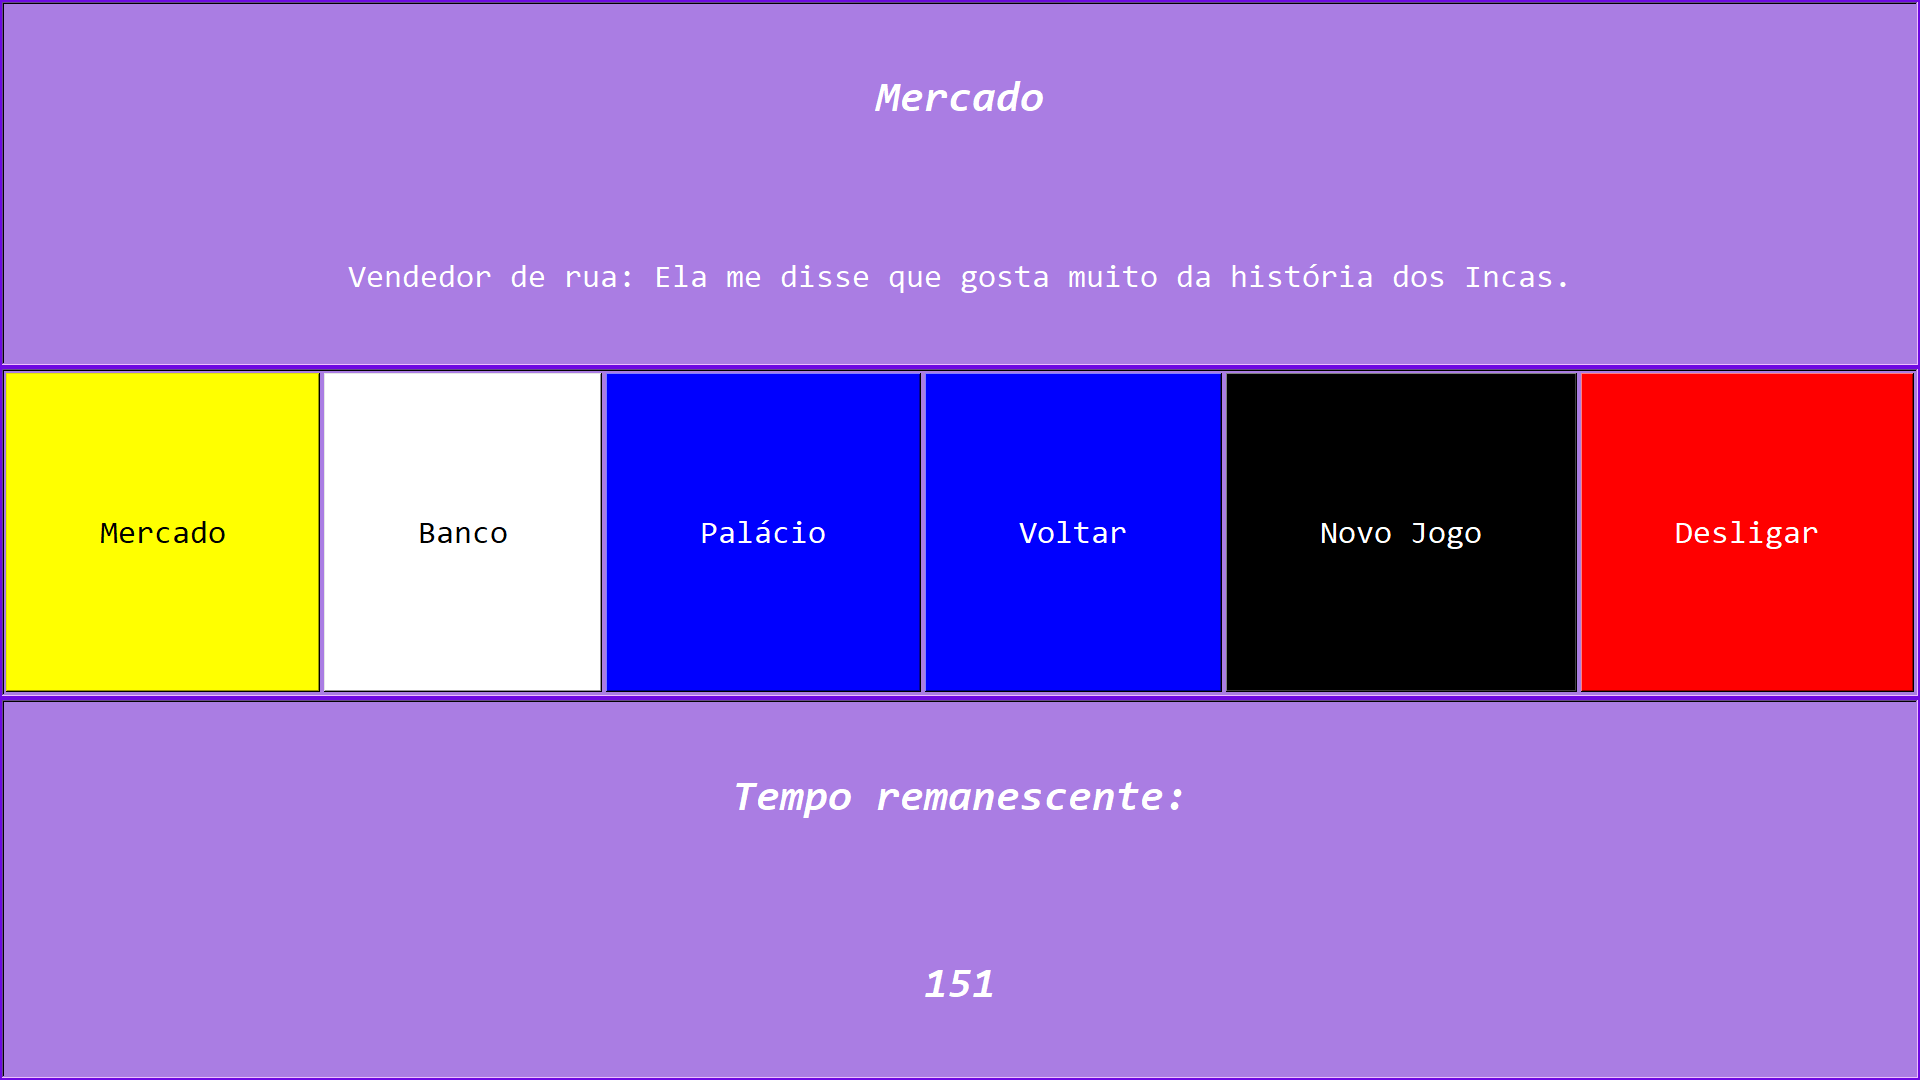 Mercado
Vendedor de rua: Ela me disse que gosta muito da história dos Incas.
Mercado
Banco
Palácio
Voltar
Novo Jogo
Desligar
Tempo remanescente:
151